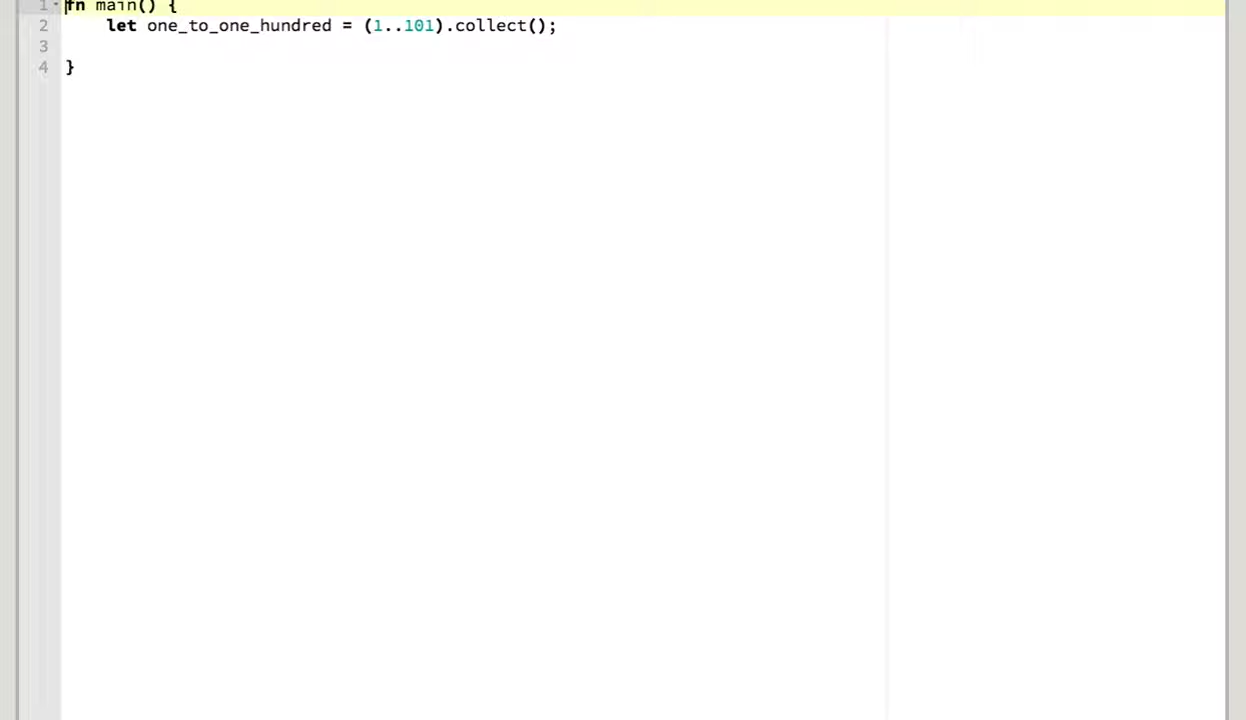 1 fn main() {
2     let one_to_one_hundred = (1..101).collect();
3
4 }